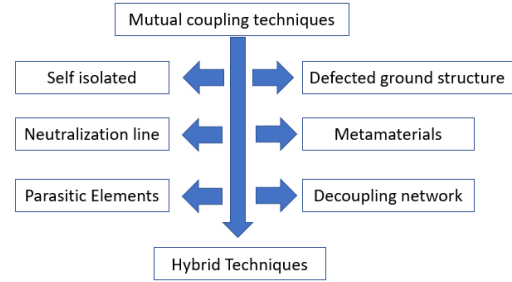 Mutual coupling techniques
Self isolated
Defected ground structure
Neutralization line
Metamaterials
Parasitic Elements
Decoupling network
Hybrid Techniques